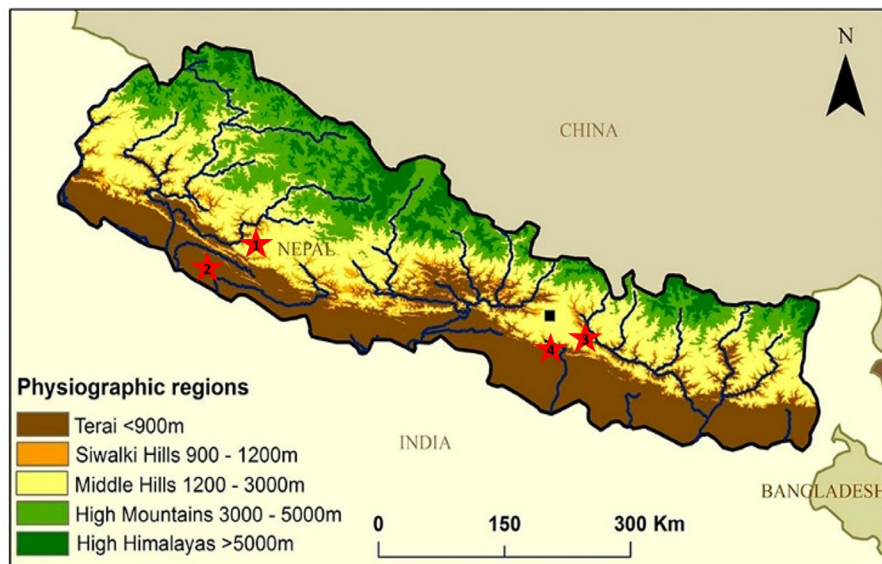 N
CHINA
1
NEPAL
2
3
4
Physiographic regions
Terai <900m
Siwalki Hills 900 - 1200m
Middle Hills 1200 - 3000m
High Mountains 3000 - 5000m
High Himalayas >5000m
INDIA
BANGLADESH
0 150 300 Km